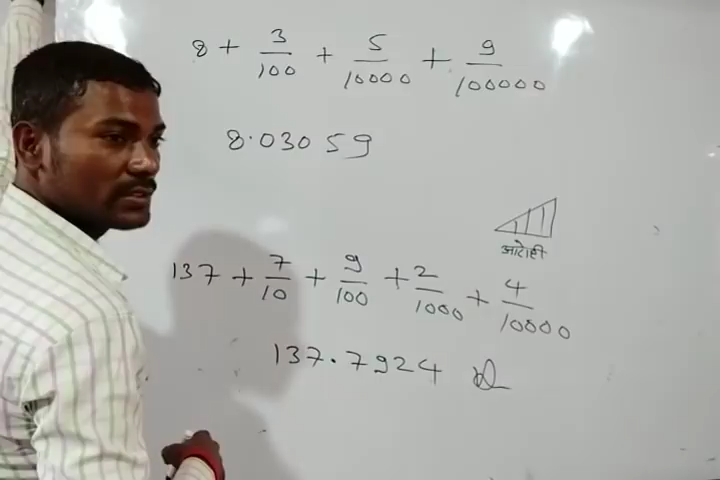 8 + 3/100 + 5/10000 + 9/100000
8.03059
आरोही
137 + 7/10 + 9/100 + 2/1000 + 4/10000
137.7924